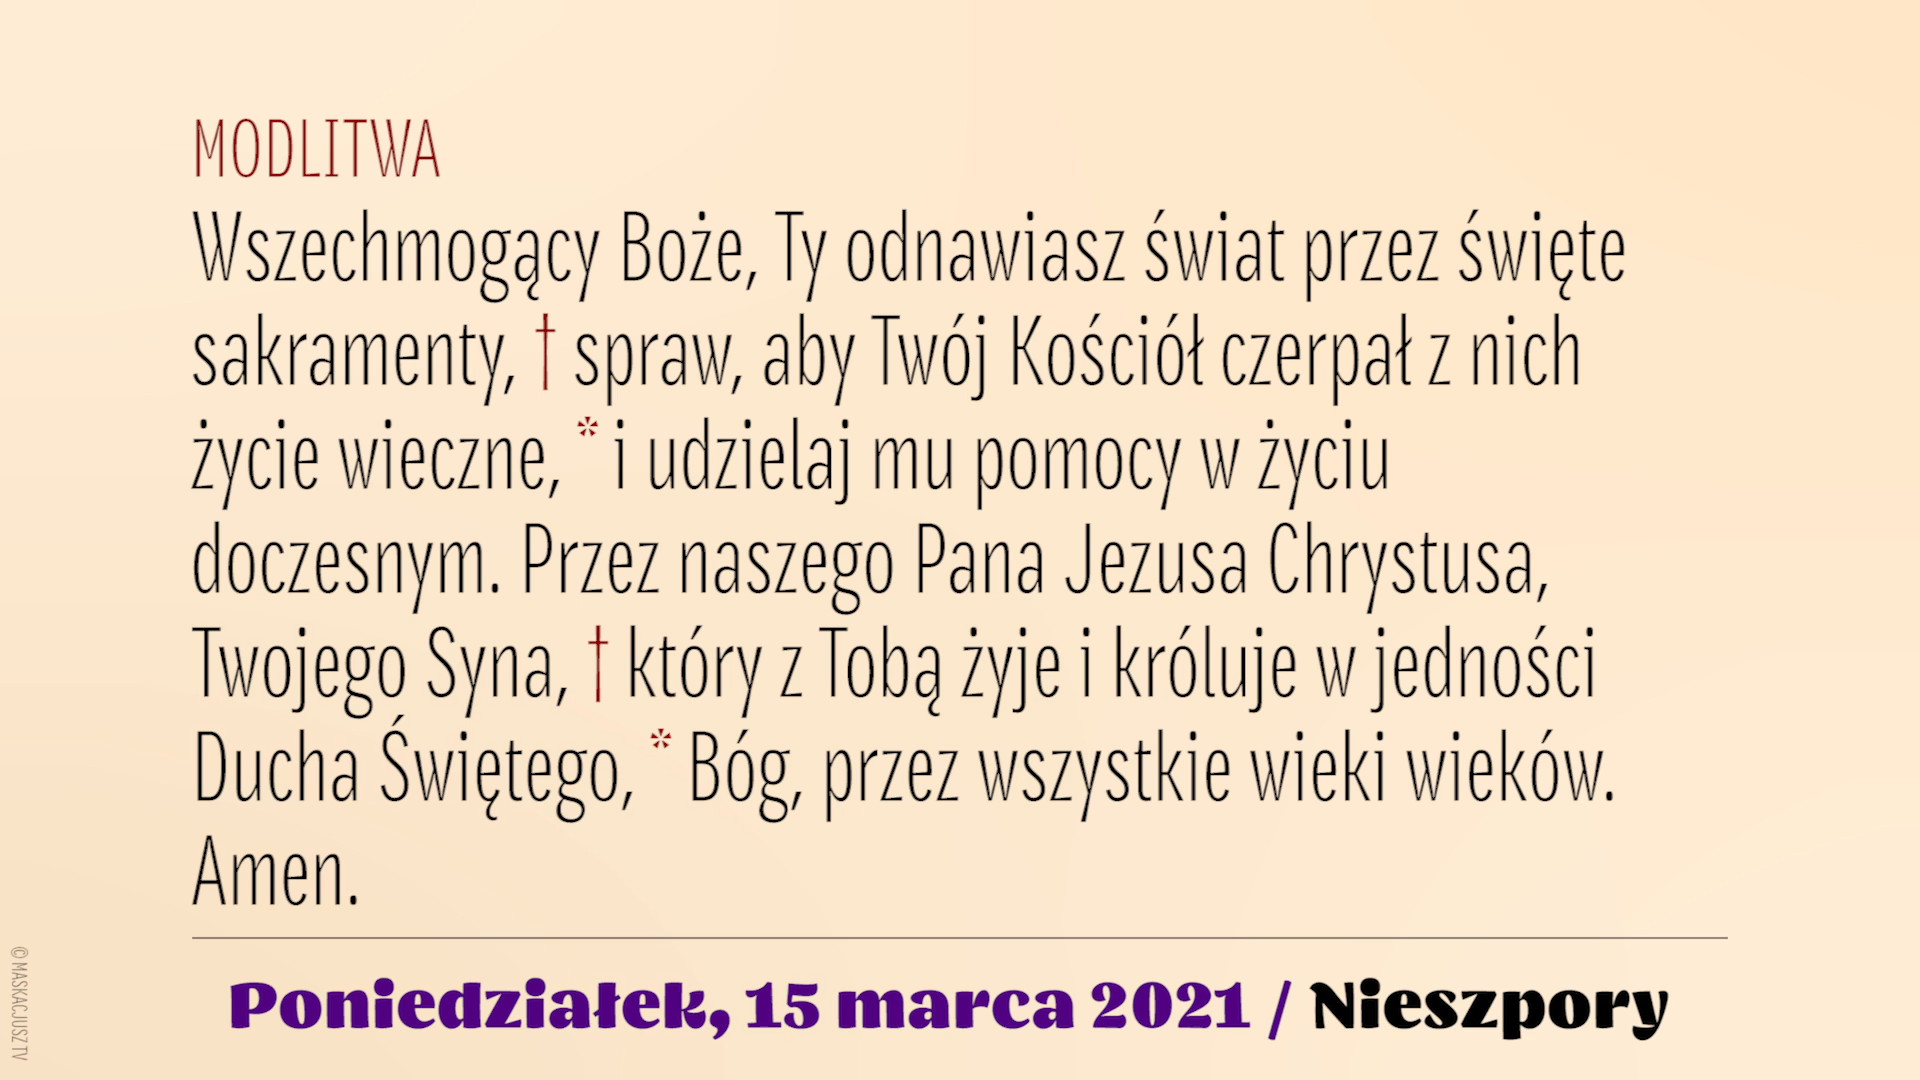 MODLITWA
Wszechmogący Boże, Ty odnawiasz świat przez święte
sakramenty, † spraw, aby Twój Kościół czerpał z nich
życie wieczne, * i udzielaj mu pomocy w życiu
doczesnym. Przez naszego Pana Jezusa Chrystusa,
Twojego Syna, † który z Tobą żyje i króluje w jedności
Ducha Świętego, * Bóg, przez wszystkie wieki wieków.
Amen.
Poniedziałek, 15 marca 2021 / Nieszpory
© MASKACJUSZ TV